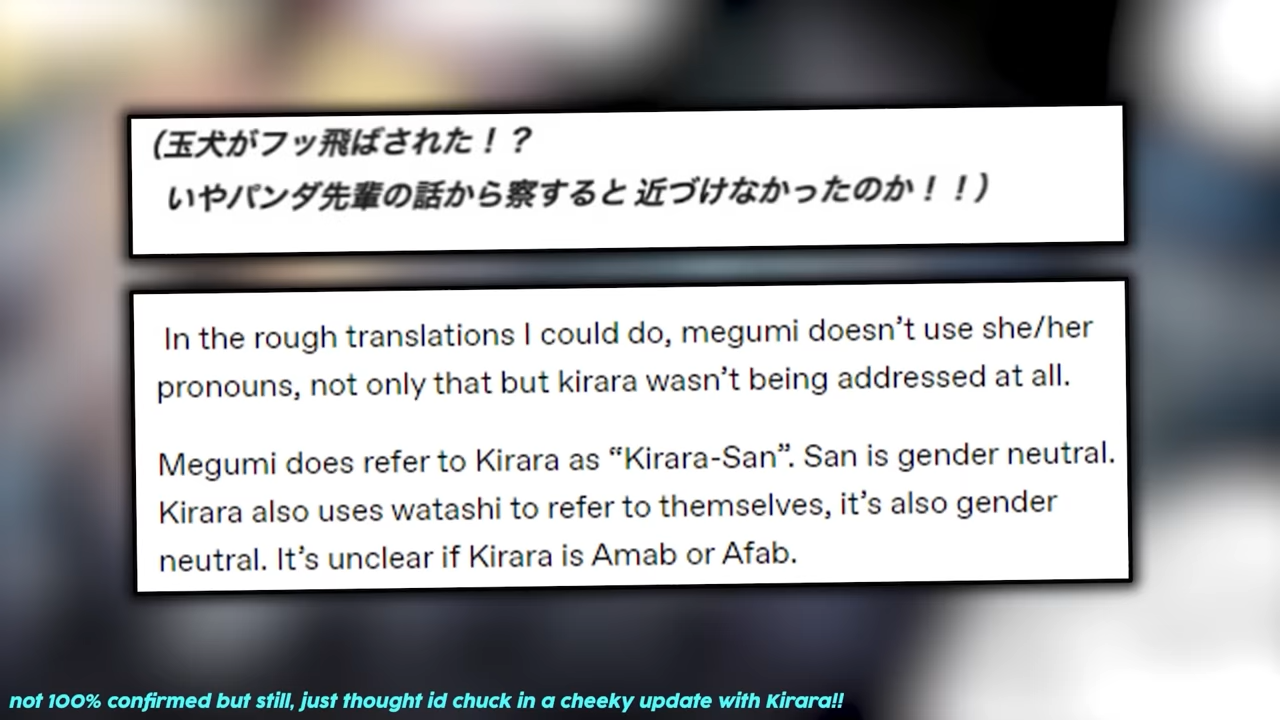 (玉犬がフッ飛ばされた！？
いやパンダ先輩の話から察すると 近づけなかったのか！！)
In the rough translations I could do, megumi doesn't use she/her
pronouns, not only that but kirara wasn't being addressed at all.
Megumi does refer to Kirara as “Kirara-San”. San is gender neutral.
Kirara also uses watashi to refer to themselves, it's also gender
neutral. It's unclear if Kirara is Amab or Afab.
not 100% confirmed but still, just thought id chuck in a cheeky update with Kirara!!